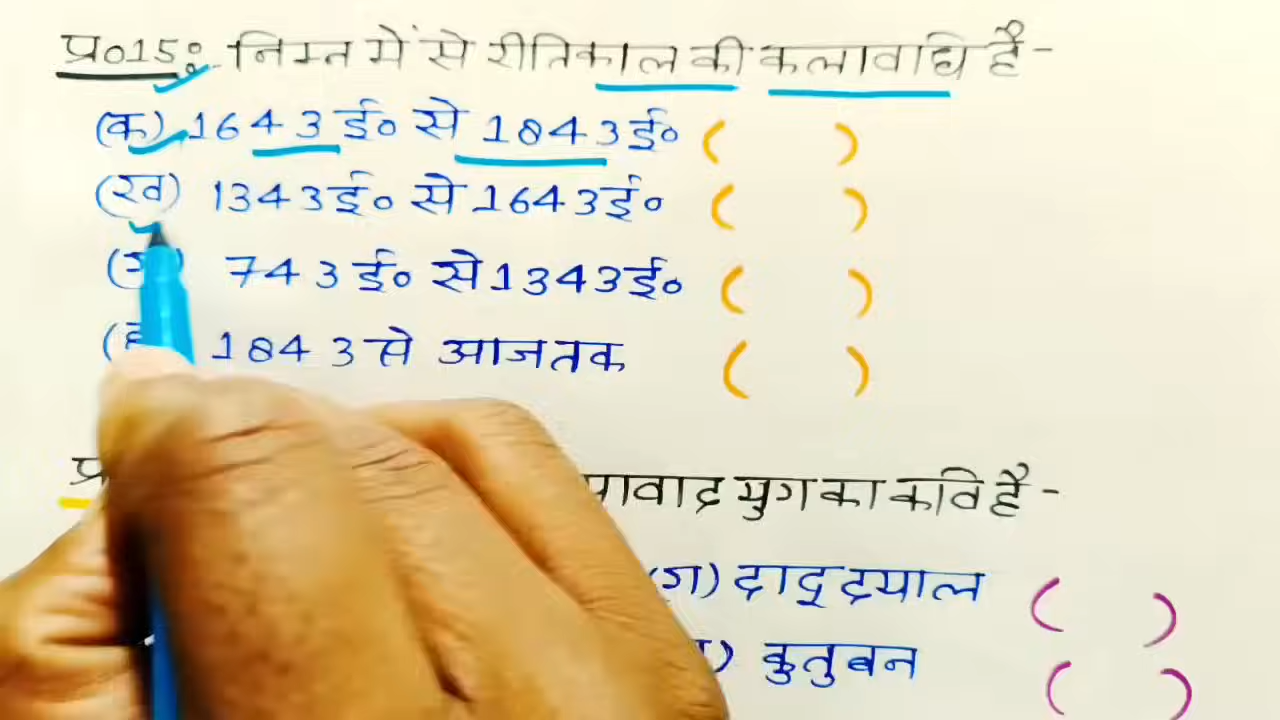 प्र०15: निम्न में से रीतिकाल की कलावधि है -
(क) 1643 ई० से 1843 ई० ( )
(ख) 1343 ई० से 1643 ई० ( )
743 ई० से 1343 ई० ( )
1843 से आजतक ( )
युग का कवि है -
(ग) दादू दयाल ( )
कुतुबन ( )